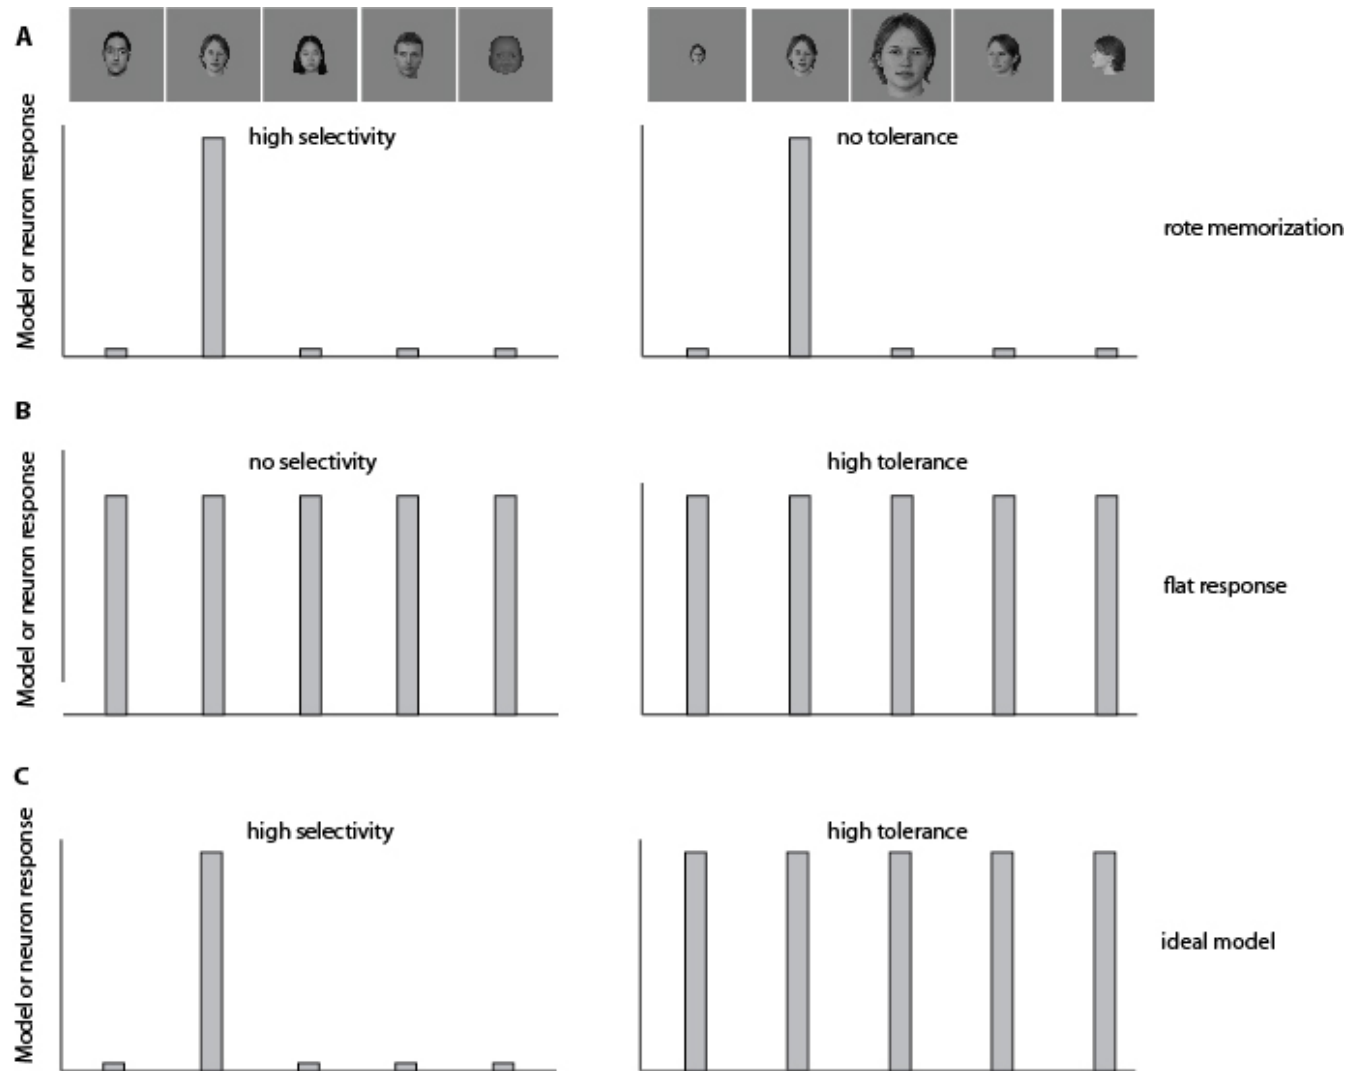 A
Model or neuron response
high selectivity
no tolerance
rote memorization
B
Model or neuron response
no selectivity
high tolerance
flat response
C
Model or neuron response
high selectivity
high tolerance
ideal model